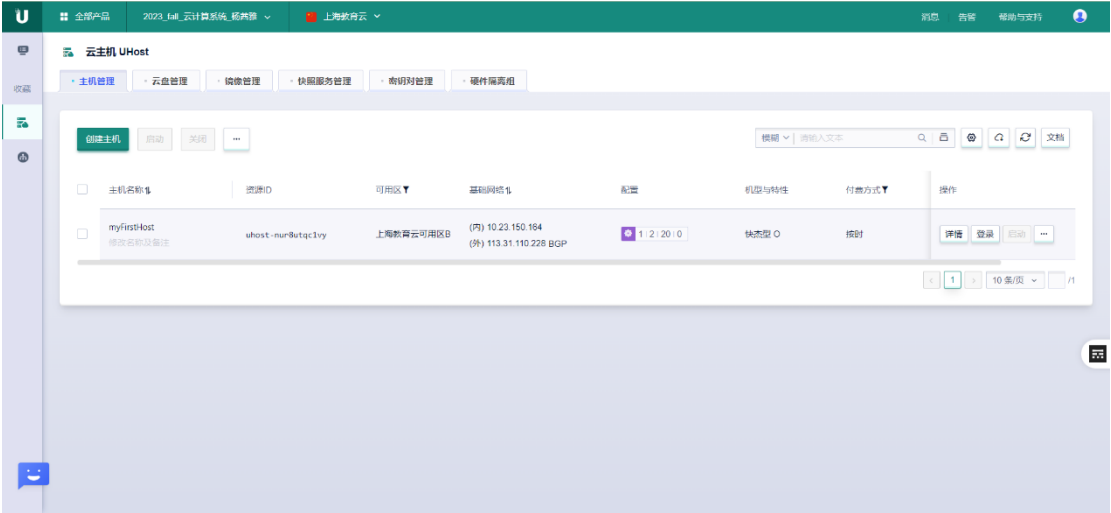 全部产品 2023_fall_云计算系统_杨茜雅 上海教育云 消息 告警 帮助与支持
收藏
云主机 UHost
主机管理 云盘管理 镜像管理 快照服务管理 密钥对管理 硬件隔离组
创建主机 启动 关闭 ... 模糊 请输入文本 文档
主机名称 资源ID 可用区 基础网络 配置 机型与特性 付费方式 操作
myFirstHost uhost-nur8utqc1vy 上海教育云可用区B (内) 10.23.150.164 1 | 2 | 20 | 0 快杰型 O 按时 详情 登录 启动 ...
修改名称及备注 (外) 113.31.110.228 BGP
1 10 条/页 /1